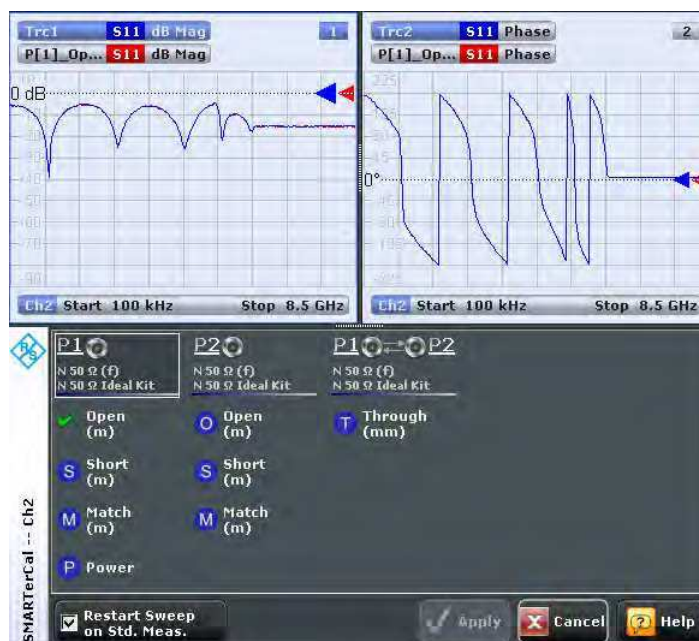 Trc1 S11 dB Mag 1
P[1]_Op... S11 dB Mag
0 dB
Ch2 Start 100 kHz Stop 8.5 GHz
Trc2 S11 Phase 2
P[1]_Op... S11 Phase
225
0°
Ch2 Start 100 kHz Stop 8.5 GHz
R&S
SMARTerCal -- Ch2
P1
N 50 Ω (f)
N 50 Ω Ideal Kit
Open
(m)
S Short
(m)
M Match
(m)
P Power
P2
N 50 Ω (f)
N 50 Ω Ideal Kit
O Open
(m)
S Short
(m)
M Match
(m)
P1 P2
N 50 Ω (f)
N 50 Ω Ideal Kit
T Through
(mm)
Restart Sweep
on Std. Meas.
Apply
X Cancel
? Help